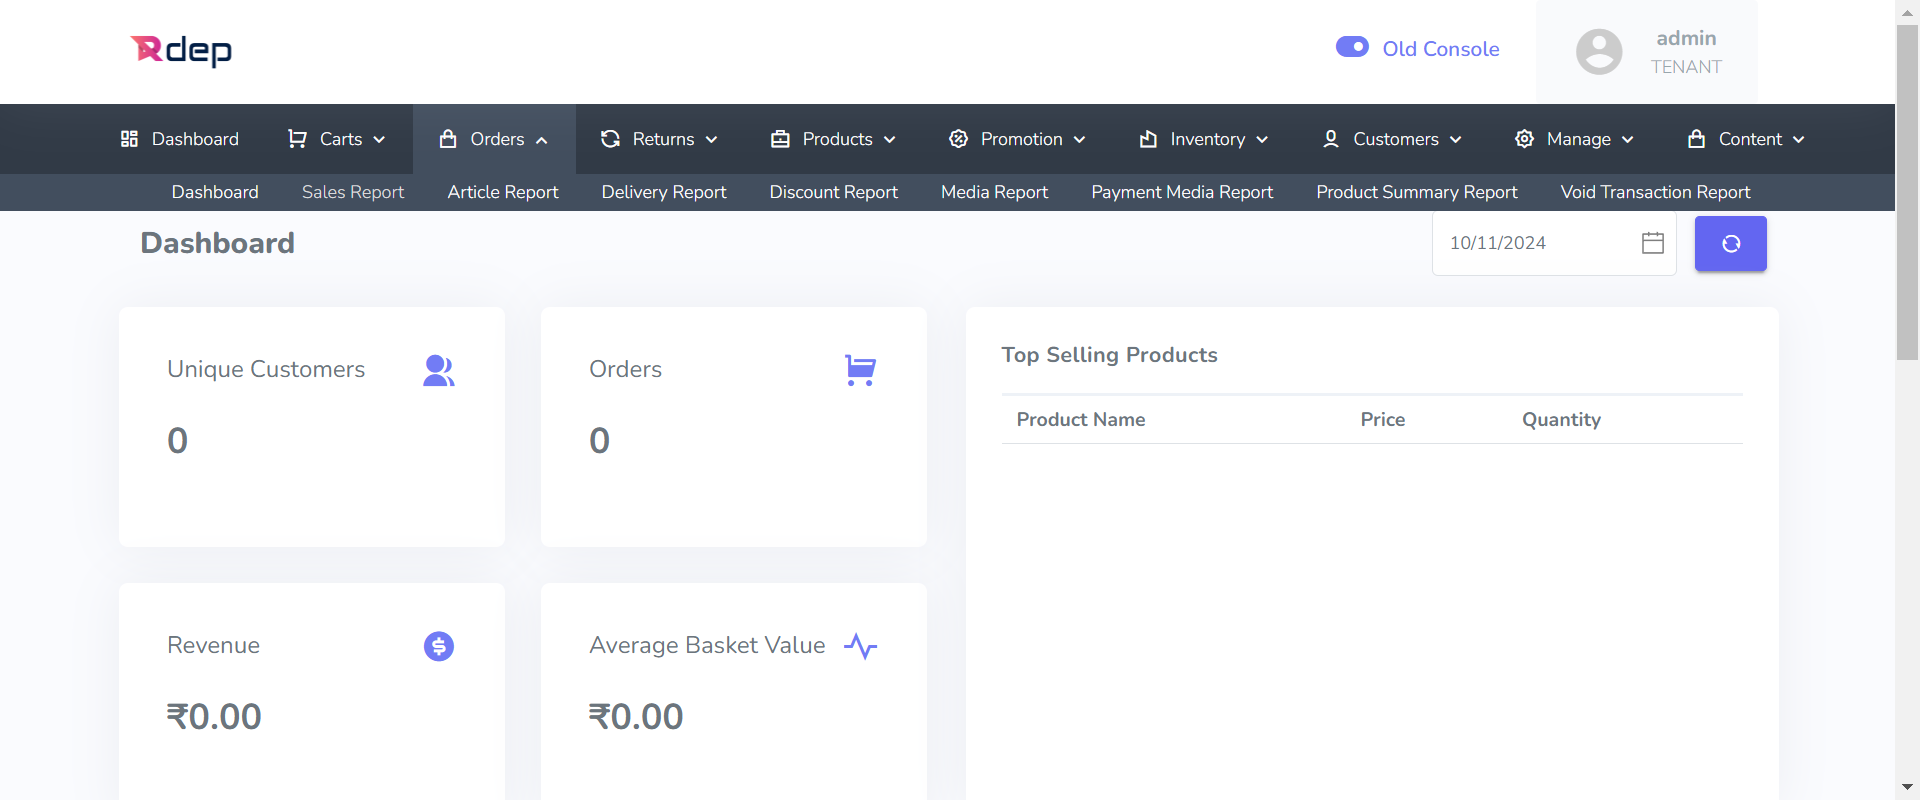 Rdep
Old Console
admin
TENANT
Dashboard Carts Orders Returns Products Promotion Inventory Customers Manage Content
Dashboard Sales Report Article Report Delivery Report Discount Report Media Report Payment Media Report Product Summary Report Void Transaction Report
Dashboard
10/11/2024
Unique Customers
0
Orders
0
Revenue
₹0.00
Average Basket Value
₹0.00
Top Selling Products
Product Name Price Quantity